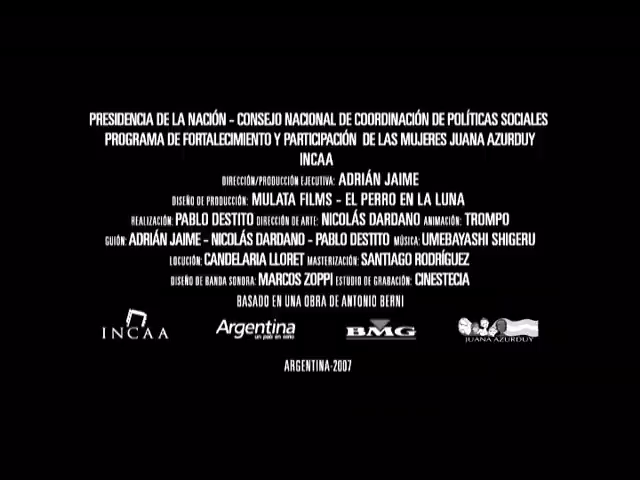 PRESIDENCIA DE LA NACIÓN - CONSEJO NACIONAL DE COORDINACIÓN DE POLÍTICAS SOCIALES
PROGRAMA DE FORTALECIMIENTO Y PARTICIPACIÓN DE LAS MUJERES JUANA AZURDUY
INCAA
DIRECCIÓN/PRODUCCIÓN EJECUTIVA: ADRIÁN JAIME
DISEÑO DE PRODUCCIÓN: MULATA FILMS - EL PERRO EN LA LUNA
REALIZACIÓN: PABLO DESTITO DIRECCIÓN DE ARTE: NICOLÁS DARDANO ANIMACIÓN: TROMPO
GUIÓN: ADRIÁN JAIME - NICOLÁS DARDANO - PABLO DESTITO MÚSICA: UMEBAYASHI SHIGERU
LOCUCIÓN: CANDELARIA LLORET MASTERIZACIÓN: SANTIAGO RODRÍGUEZ
DISEÑO DE BANDA SONORA: MARCOS ZOPPI ESTUDIO DE GRABACIÓN: CINESTECIA
BASADO EN UNA OBRA DE ANTONIO BERNI
INCAA Argentina BMG JUANA AZURDUY
un país en serio
ARGENTINA-2007